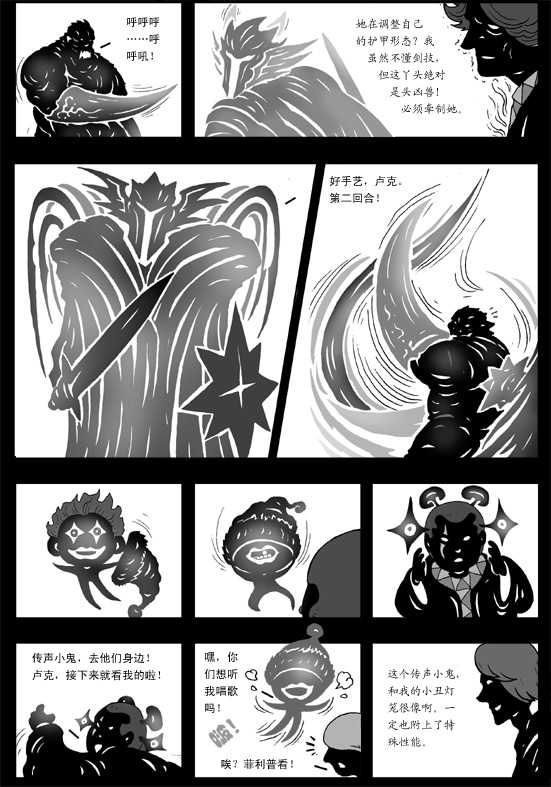 呼呼呼
……呼
呼吼！
她在调整自己
的护甲形态？我
虽然不懂剑技，
但这丫头绝对
是头凶兽！
必须牵制她。
好手艺，卢克。
第二回合！
传声小鬼，去他们身边！
卢克，接下来就看我的啦！
嘿，你
们想听
我唱歌
吗！
啦！
唉？菲利普看！
这个传声小鬼，
和我的小丑灯
笼很像啊。一
定也附上了特
殊性能。